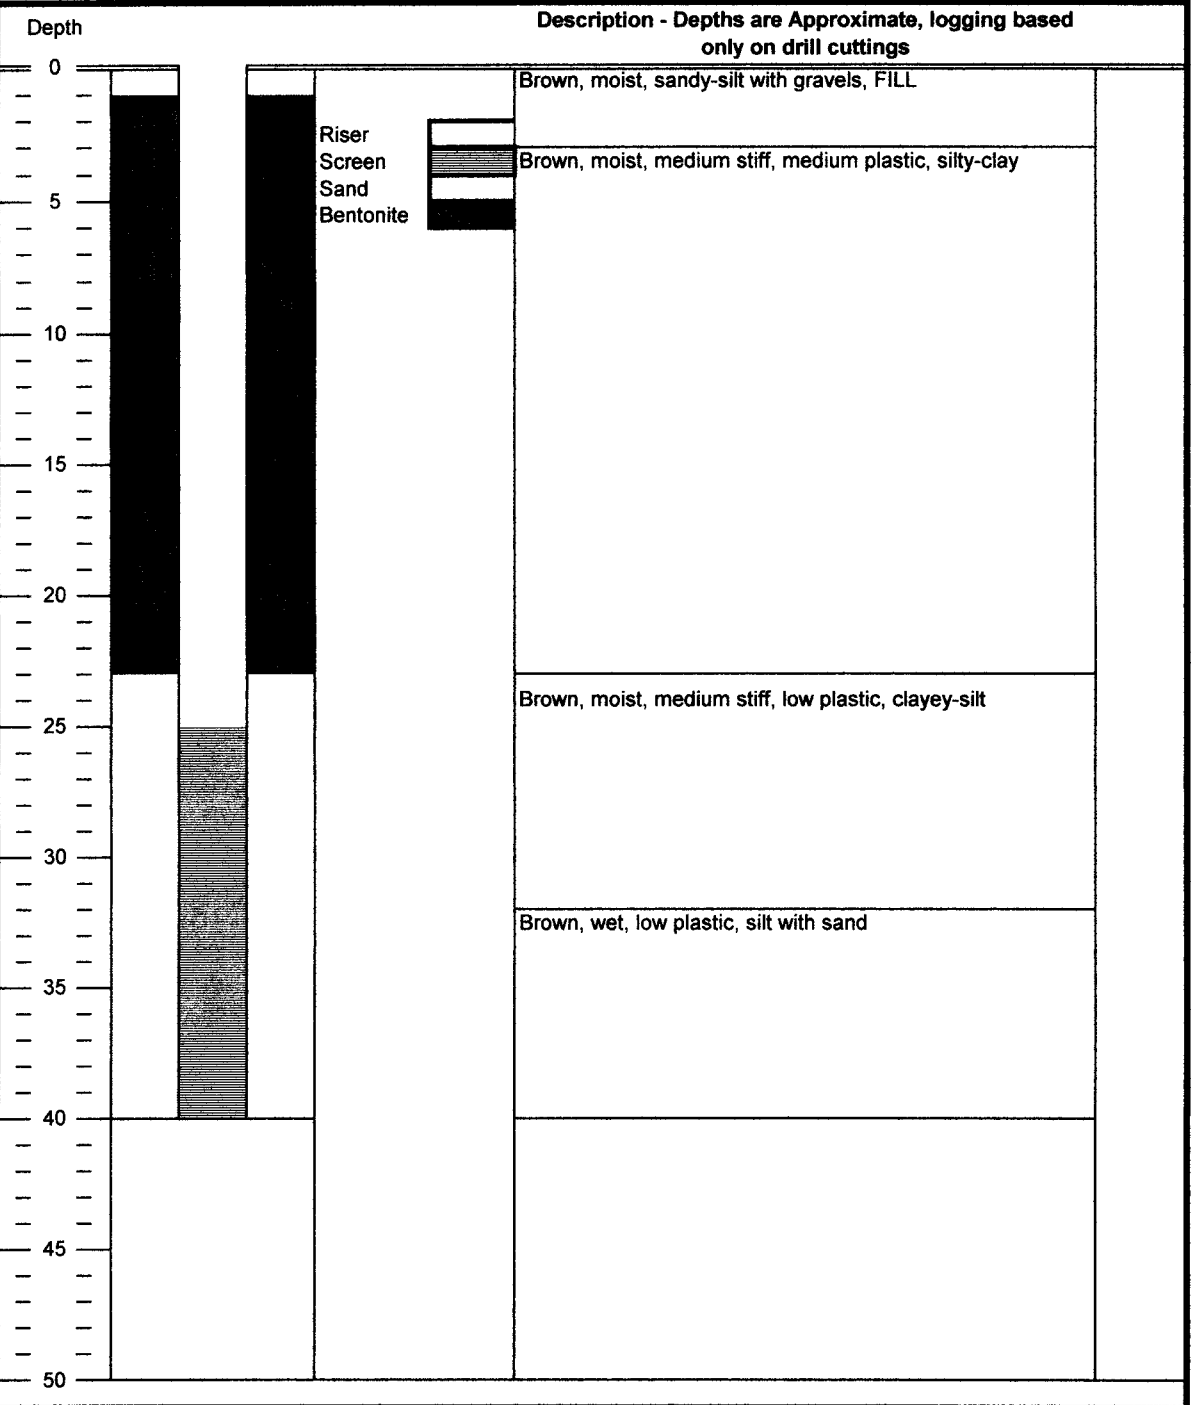 Depth
Description - Depths are Approximate, logging based
only on drill cuttings
0
Brown, moist, sandy-silt with gravels, FILL
Riser
Screen
Brown, moist, medium stiff, medium plastic, silty-clay
Sand
5
Bentonite
10
15
20
Brown, moist, medium stiff, low plastic, clayey-silt
25
30
Brown, wet, low plastic, silt with sand
35
40
45
50